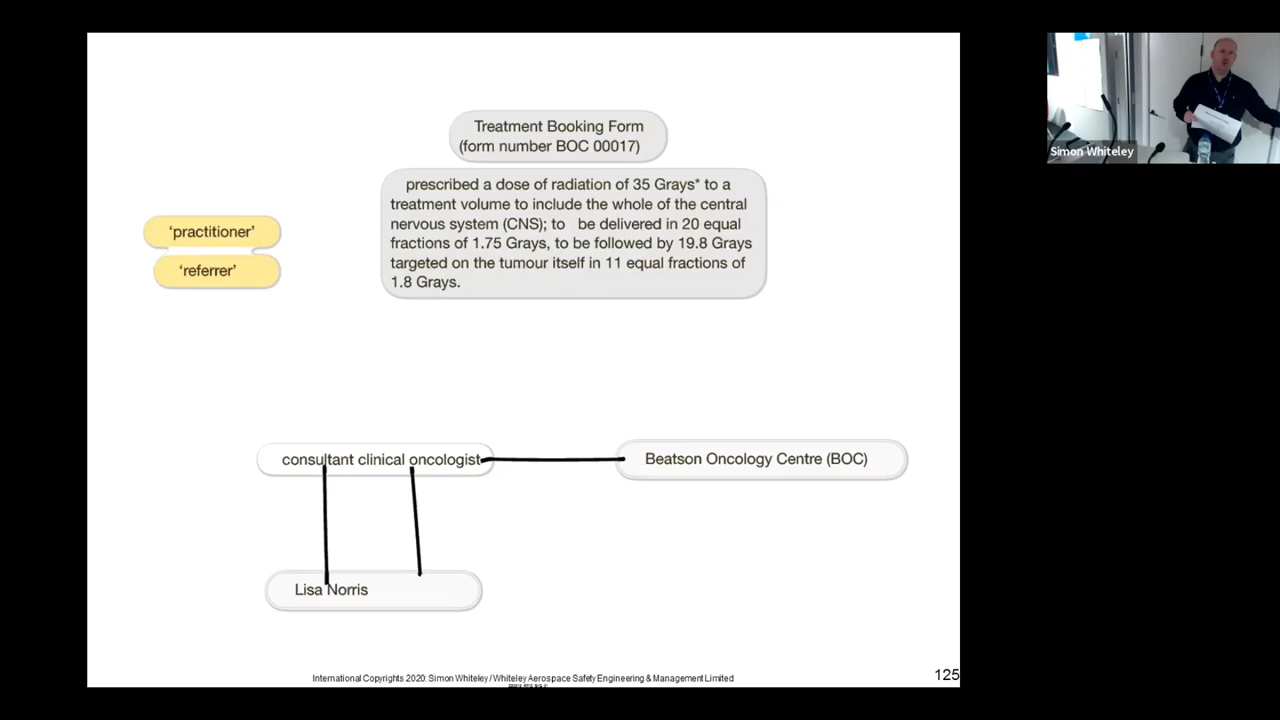 Treatment Booking Form
(form number BOC 00017)
prescribed a dose of radiation of 35 Grays* to a
treatment volume to include the whole of the central
nervous system (CNS); to be delivered in 20 equal
fractions of 1.75 Grays, to be followed by 19.8 Grays
targeted on the tumour itself in 11 equal fractions of
1.8 Grays.
'practitioner'
'referrer'
consultant clinical oncologist
Beatson Oncology Centre (BOC)
Lisa Norris
International Copyrights 2020: Simon Whiteley / Whiteley Aerospace Safety Engineering & Management Limited
125
Simon Whiteley